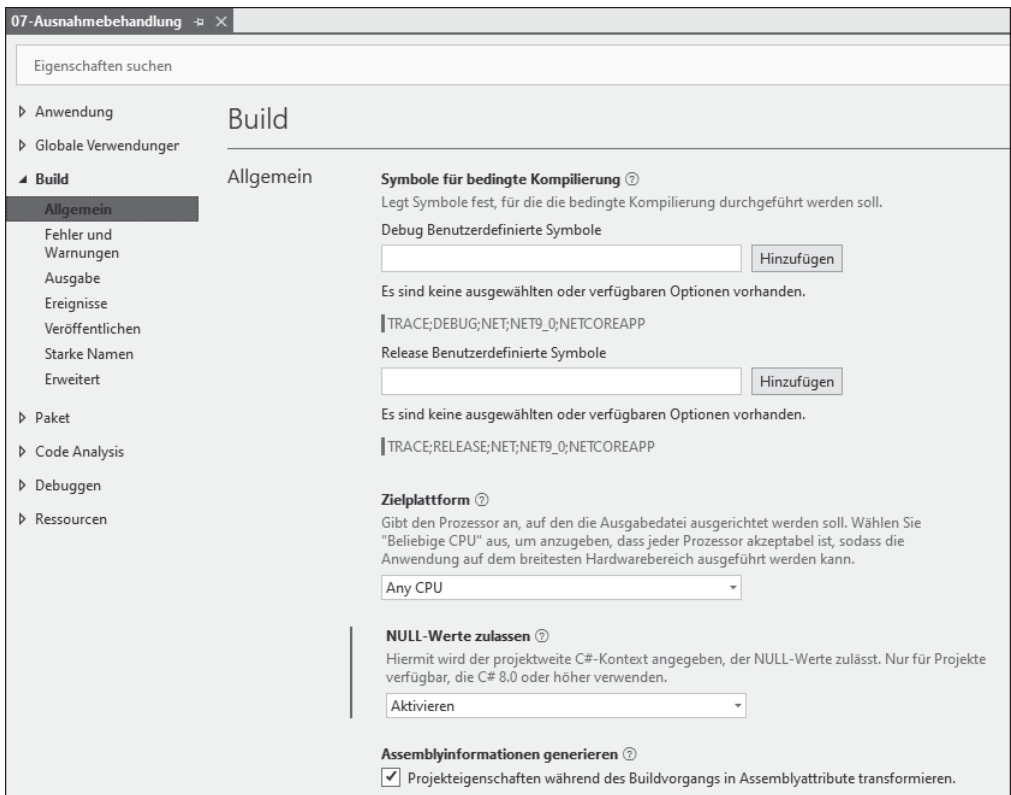 07-Ausnahmebehandlung
Eigenschaften suchen
Anwendung
Globale Verwendunger
Build
Allgemein
Fehler und
Warnungen
Ausgabe
Ereignisse
Veröffentlichen
Starke Namen
Erweitert
Paket
Code Analysis
Debuggen
Ressourcen
Build
Allgemein
Symbole für bedingte Kompilierung
Legt Symbole fest, für die die bedingte Kompilierung durchgeführt werden soll.
Debug Benutzerdefinierte Symbole
Hinzufügen
Es sind keine ausgewählten oder verfügbaren Optionen vorhanden.
TRACE;DEBUG;NET;NET9_0;NETCOREAPP
Release Benutzerdefinierte Symbole
Hinzufügen
Es sind keine ausgewählten oder verfügbaren Optionen vorhanden.
TRACE;RELEASE;NET;NET9_0;NETCOREAPP
Zielplattform
Gibt den Prozessor an, auf den die Ausgabedatei ausgerichtet werden soll. Wählen Sie
"Beliebige CPU" aus, um anzugeben, dass jeder Prozessor akzeptabel ist, sodass die
Anwendung auf dem breitesten Hardwarebereich ausgeführt werden kann.
Any CPU
NULL-Werte zulassen
Hiermit wird der projektweite C#-Kontext angegeben, der NULL-Werte zulässt. Nur für Projekte
verfügbar, die C# 8.0 oder höher verwenden.
Aktivieren
Assemblyinformationen generieren
Projekteigenschaften während des Buildvorgangs in Assemblyattribute transformieren.